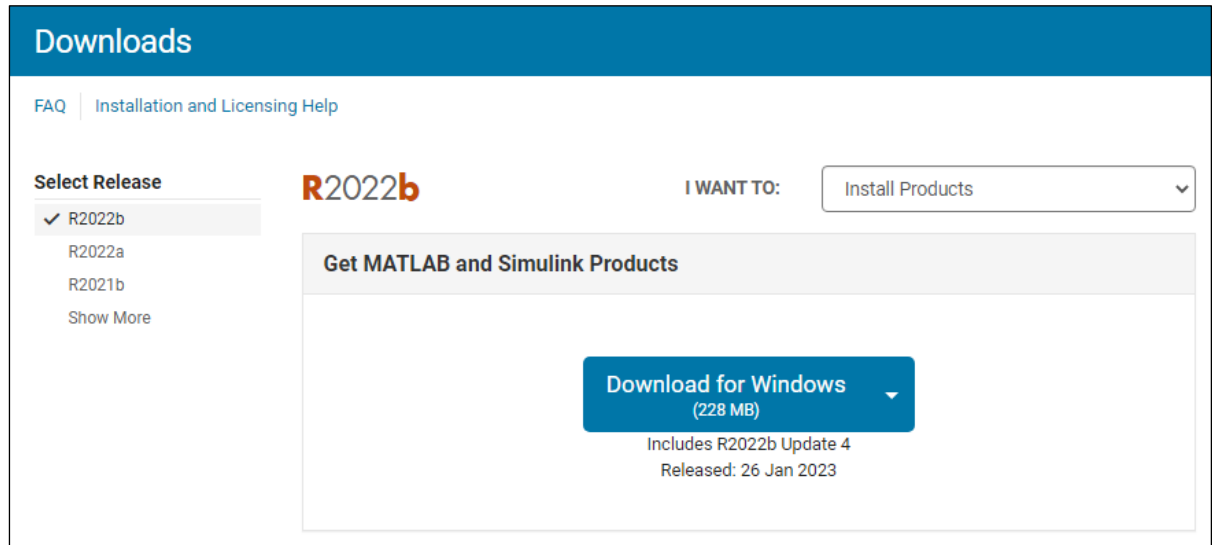 Downloads
FAQ Installation and Licensing Help
Select Release
R2022b
R2022a
R2021b
Show More
R2022b
I WANT TO: Install Products
Get MATLAB and Simulink Products
Download for Windows
(228 MB)
Includes R2022b Update 4
Released: 26 Jan 2023